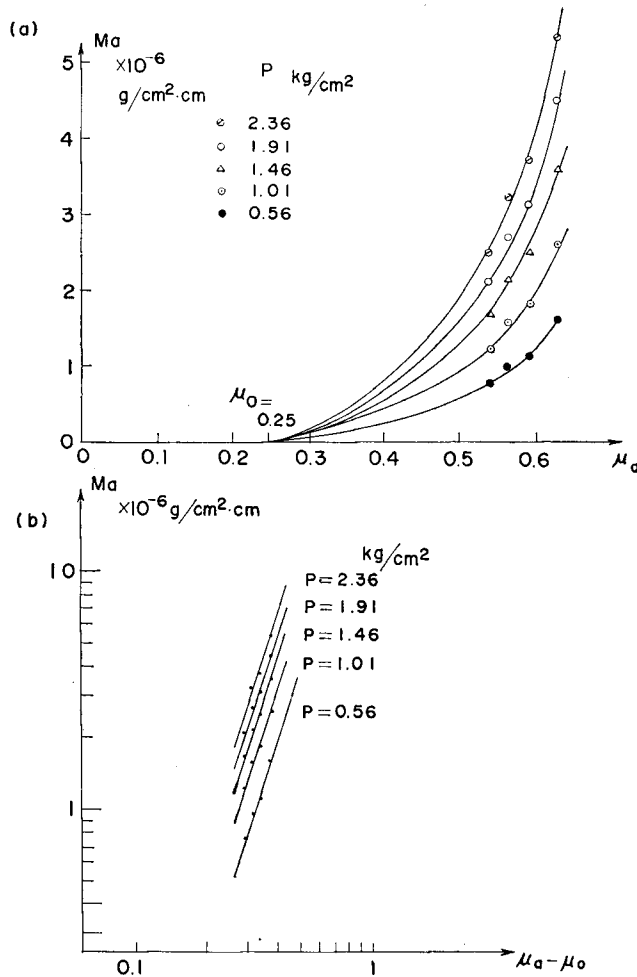 (a)
Ma
×10⁻⁶
g/cm²·cm
P kg/cm²
2.36
1.91
1.46
1.01
0.56
5
4
3
2
1
0
μ₀=
0.25
0 0.1 0.2 0.3 0.4 0.5 0.6 μa
(b)
Ma
×10⁻⁶ g/cm²·cm
kg/cm²
10
P=2.36
P=1.91
P=1.46
P=1.01
P=0.56
1
0.1 1 μa−μ₀